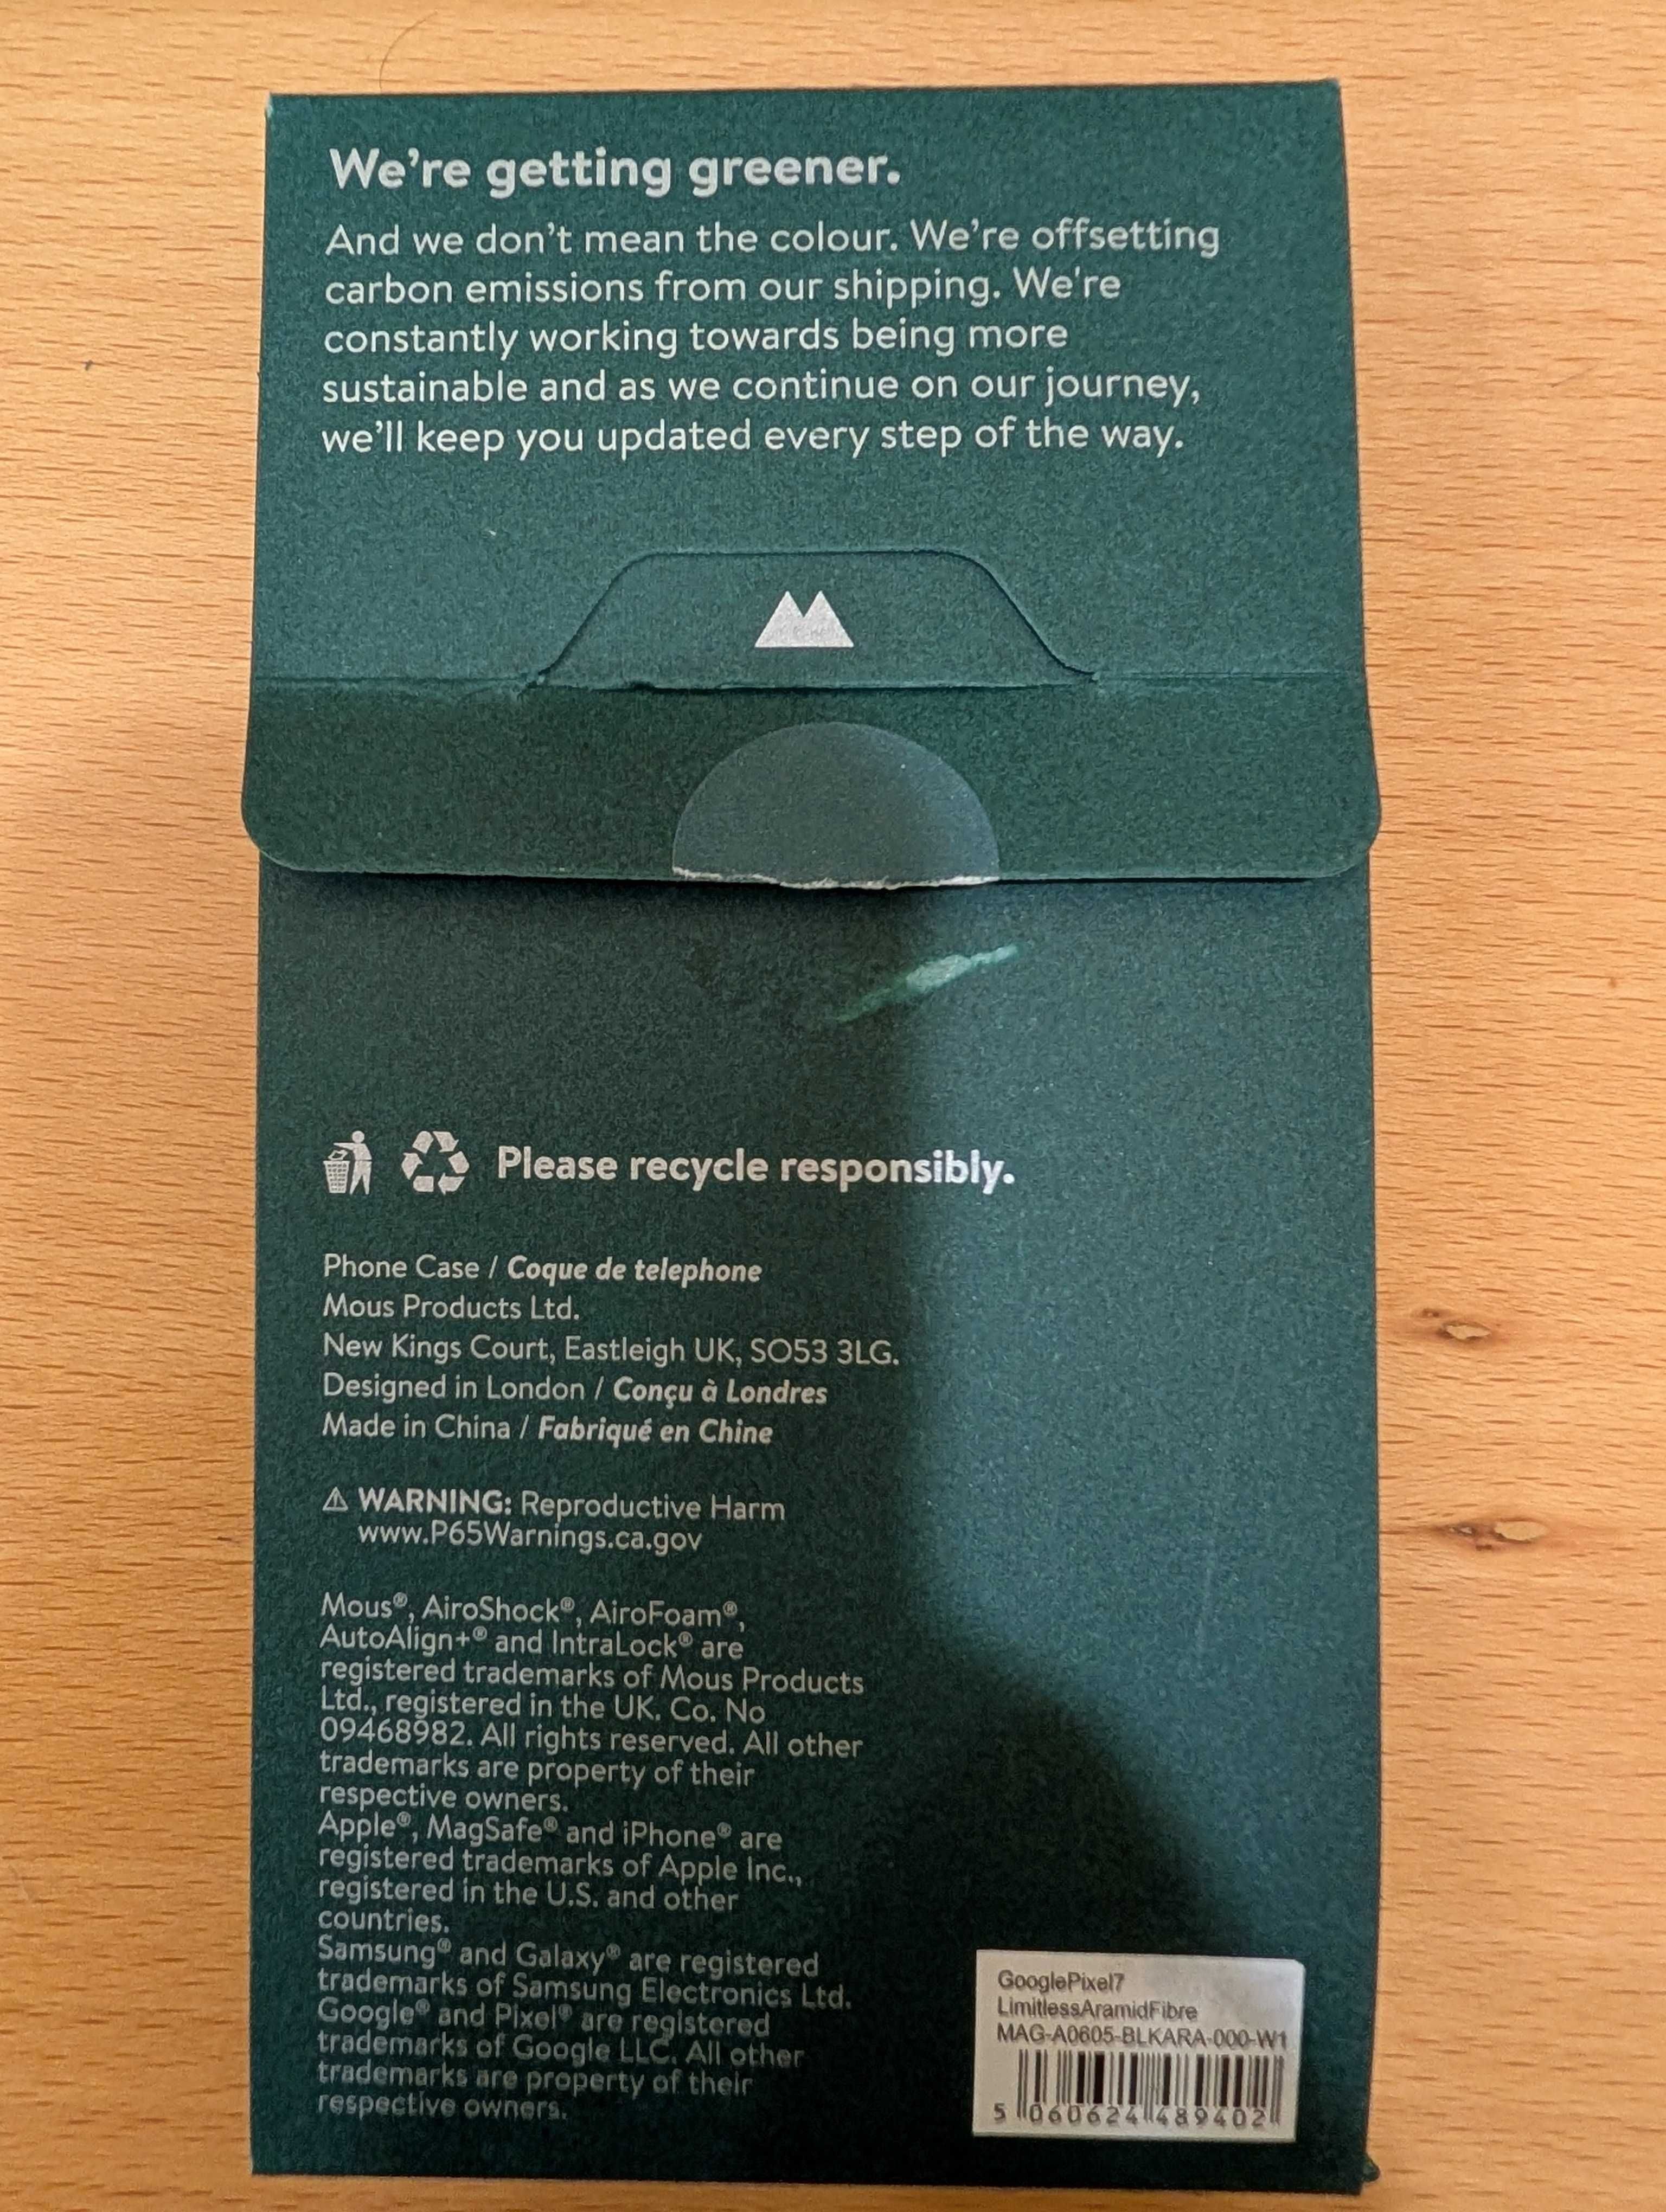 We're getting greener.
And we don't mean the colour. We're offsetting
carbon emissions from our shipping. We're
constantly working towards being more
sustainable and as we continue on our journey,
we'll keep you updated every step of the way.
Please recycle responsibly.
Phone Case / Coque de telephone
Mous Products Ltd.
New Kings Court, Eastleigh UK, SO53 3LG.
Designed in London / Conçu à Londres
Made in China / Fabriqué en Chine
⚠ WARNING: Reproductive Harm
www.P65Warnings.ca.gov
Mous®, AiroShock®, AiroFoam®,
AutoAlign+® and IntraLock® are
registered trademarks of Mous Products
Ltd., registered in the UK. Co. No
09468982. All rights reserved. All other
trademarks are property of their
respective owners.
Apple®, MagSafe® and iPhone® are
registered trademarks of Apple Inc.,
registered in the U.S. and other
countries.
Samsung® and Galaxy® are registered
trademarks of Samsung Electronics Ltd.
Google® and Pixel® are registered
trademarks of Google LLC. All other
trademarks are property of their
respective owners.
GooglePixel7
LimitlessAramidFibre
MAG-A0605-BLKARA-000-W1
5 060624 489402